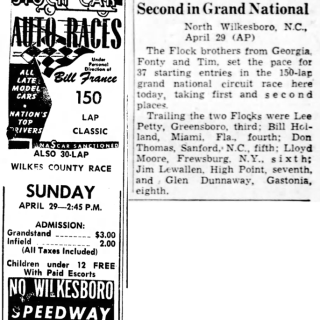 STOCK CAR
AUTO RACES
Under
Personal
Direction of
Bill France
ALL
LATE
MODEL
CARS
NATION'S
TOP
DRIVERS
150
LAP
CLASSIC
NASCAR SANCTIONED
ALSO 30-LAP
WILKES COUNTY RACE
SUNDAY
APRIL 29—2:45 P.M.
ADMISSION:
Grandstand $3.00
Infield 2.00
(All Taxes Included)
Children under 12 FREE
With Paid Escorts
NO. WILKESBORO
SPEEDWAY
Second in Grand National
North Wilkesboro, N.C.,
April 29 (AP)
The Flock brothers from Georgia,
Fonty and Tim, set the pace for
37 starting entries in the 150-lap
grand national circuit race here
today, taking first and second
places.
Trailing the two Flocks were Lee
Petty, Greensboro, third; Bill Hol-
land, Miami, Fla., fourth; Don
Thomas, Sanford, N.C., fifth; Lloyd
Moore, Frewsburg, N.Y., sixth;
Jim Lewallen, High Point, seventh,
and Glen Dunnaway, Gastonia,
eighth.